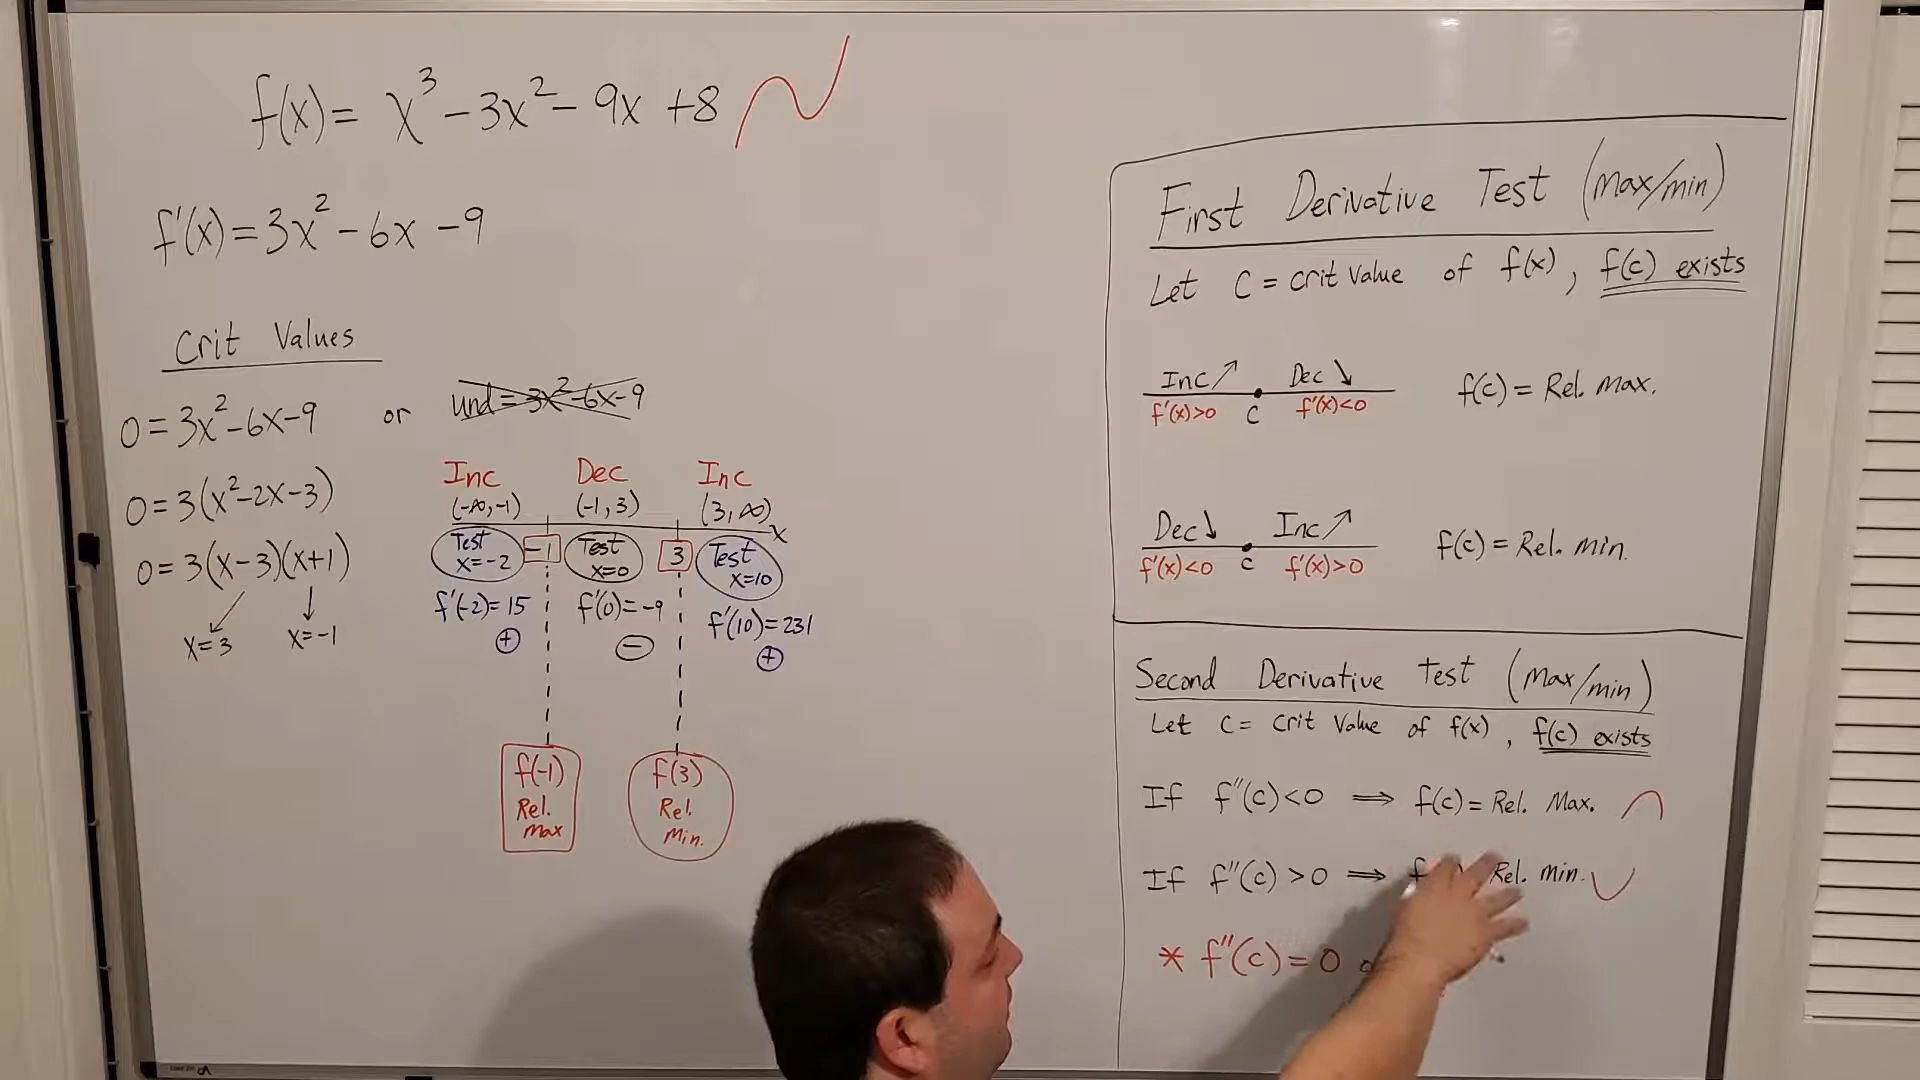 f(x) = x³ - 3x² - 9x + 8
f'(x) = 3x² - 6x - 9
Crit Values
0 = 3x² - 6x - 9 or und = 3x² - 6x - 9
0 = 3(x² - 2x - 3)
0 = 3(x - 3)(x + 1)
x = 3 x = -1
Inc Dec Inc
(-∞, -1) (-1, 3) (3, ∞)
x
Test x = -2 -1 Test x = 0 3 Test x = 10
f'(-2) = 15 f'(0) = -9 f'(10) = 231
+ - +
f(-1) Rel. max
f(3) Rel. Min.
First Derivative Test (max/min)
Let C = crit value of f(x), f(c) exists
Inc ↗ Dec ↘ f(c) = Rel. max.
f'(x) > 0 c f'(x) < 0
Dec ↘ Inc ↗ f(c) = Rel. min.
f'(x) < 0 c f'(x) > 0
Second Derivative Test (max/min)
Let c = crit value of f(x), f(c) exists
If f''(c) < 0 ⟹ f(c) = Rel. Max.
If f''(c) > 0 ⟹ Rel. min.
* f''(c) = 0